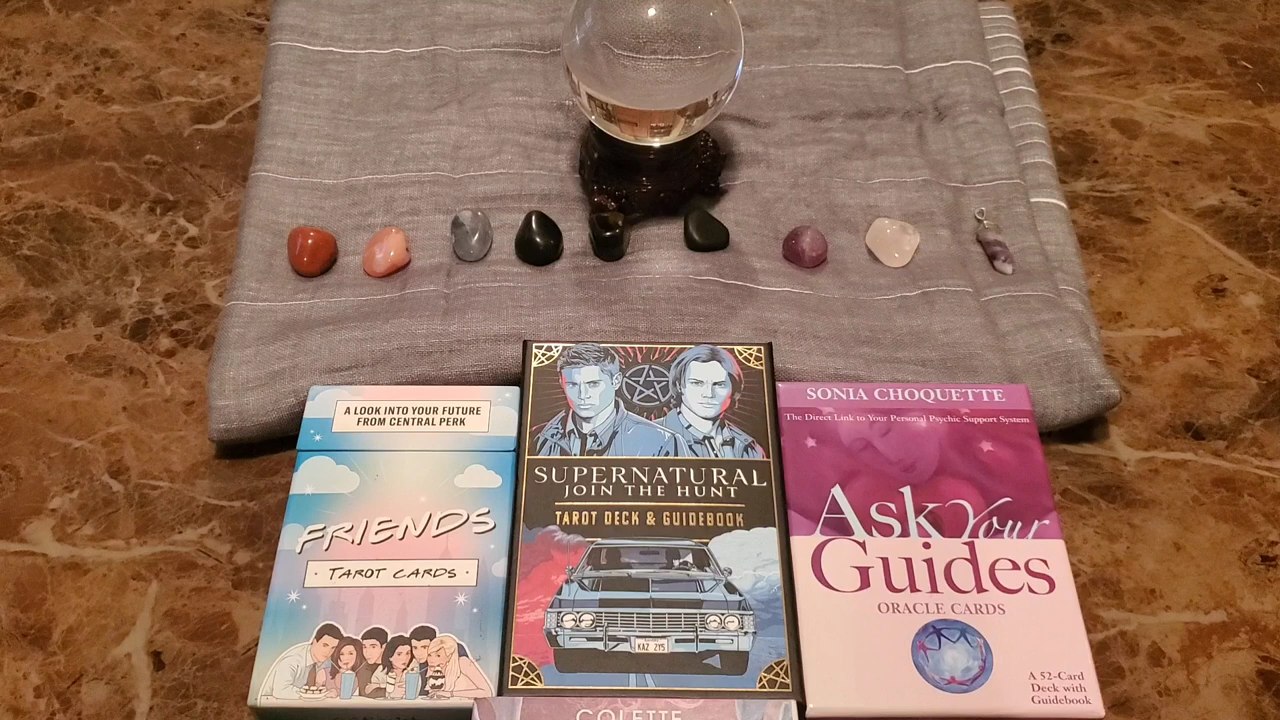 A LOOK INTO YOUR FUTURE
FROM CENTRAL PERK
FRIENDS
· TAROT CARDS ·
SUPERNATURAL
JOIN THE HUNT
TAROT DECK & GUIDEBOOK
KAZ 2Y5
SONIA CHOQUETTE
The Direct Link to Your Personal Psychic Support System
Ask Your
Guides
ORACLE CARDS
A 52-Card
Deck with
Guidebook
COLETTE